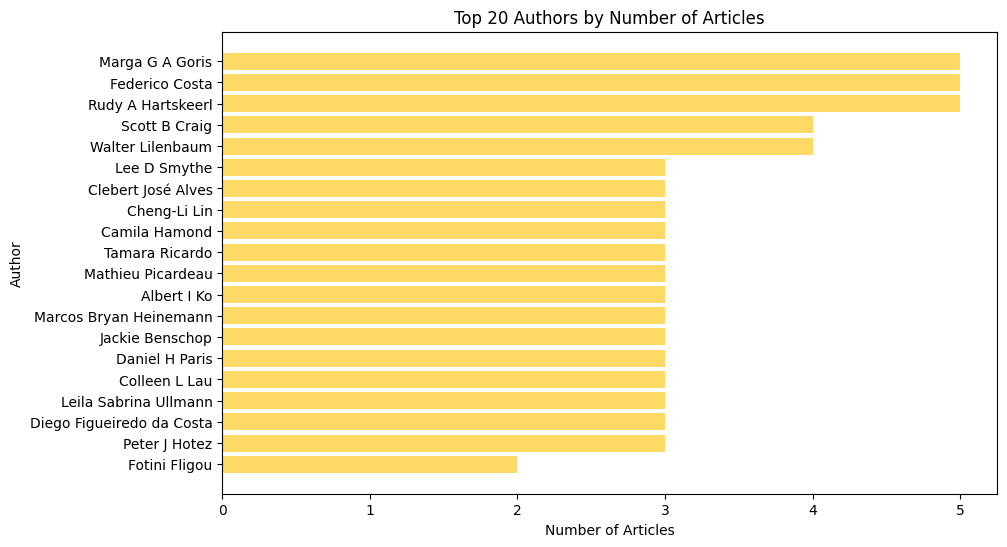 Top 20 Authors by Number of Articles
Author
Marga G A Goris
Federico Costa
Rudy A Hartskeerl
Scott B Craig
Walter Lilenbaum
Lee D Smythe
Clebert José Alves
Cheng-Li Lin
Camila Hamond
Tamara Ricardo
Mathieu Picardeau
Albert I Ko
Marcos Bryan Heinemann
Jackie Benschop
Daniel H Paris
Colleen L Lau
Leila Sabrina Ullmann
Diego Figueiredo da Costa
Peter J Hotez
Fotini Fligou
0 1 2 3 4 5
Number of Articles